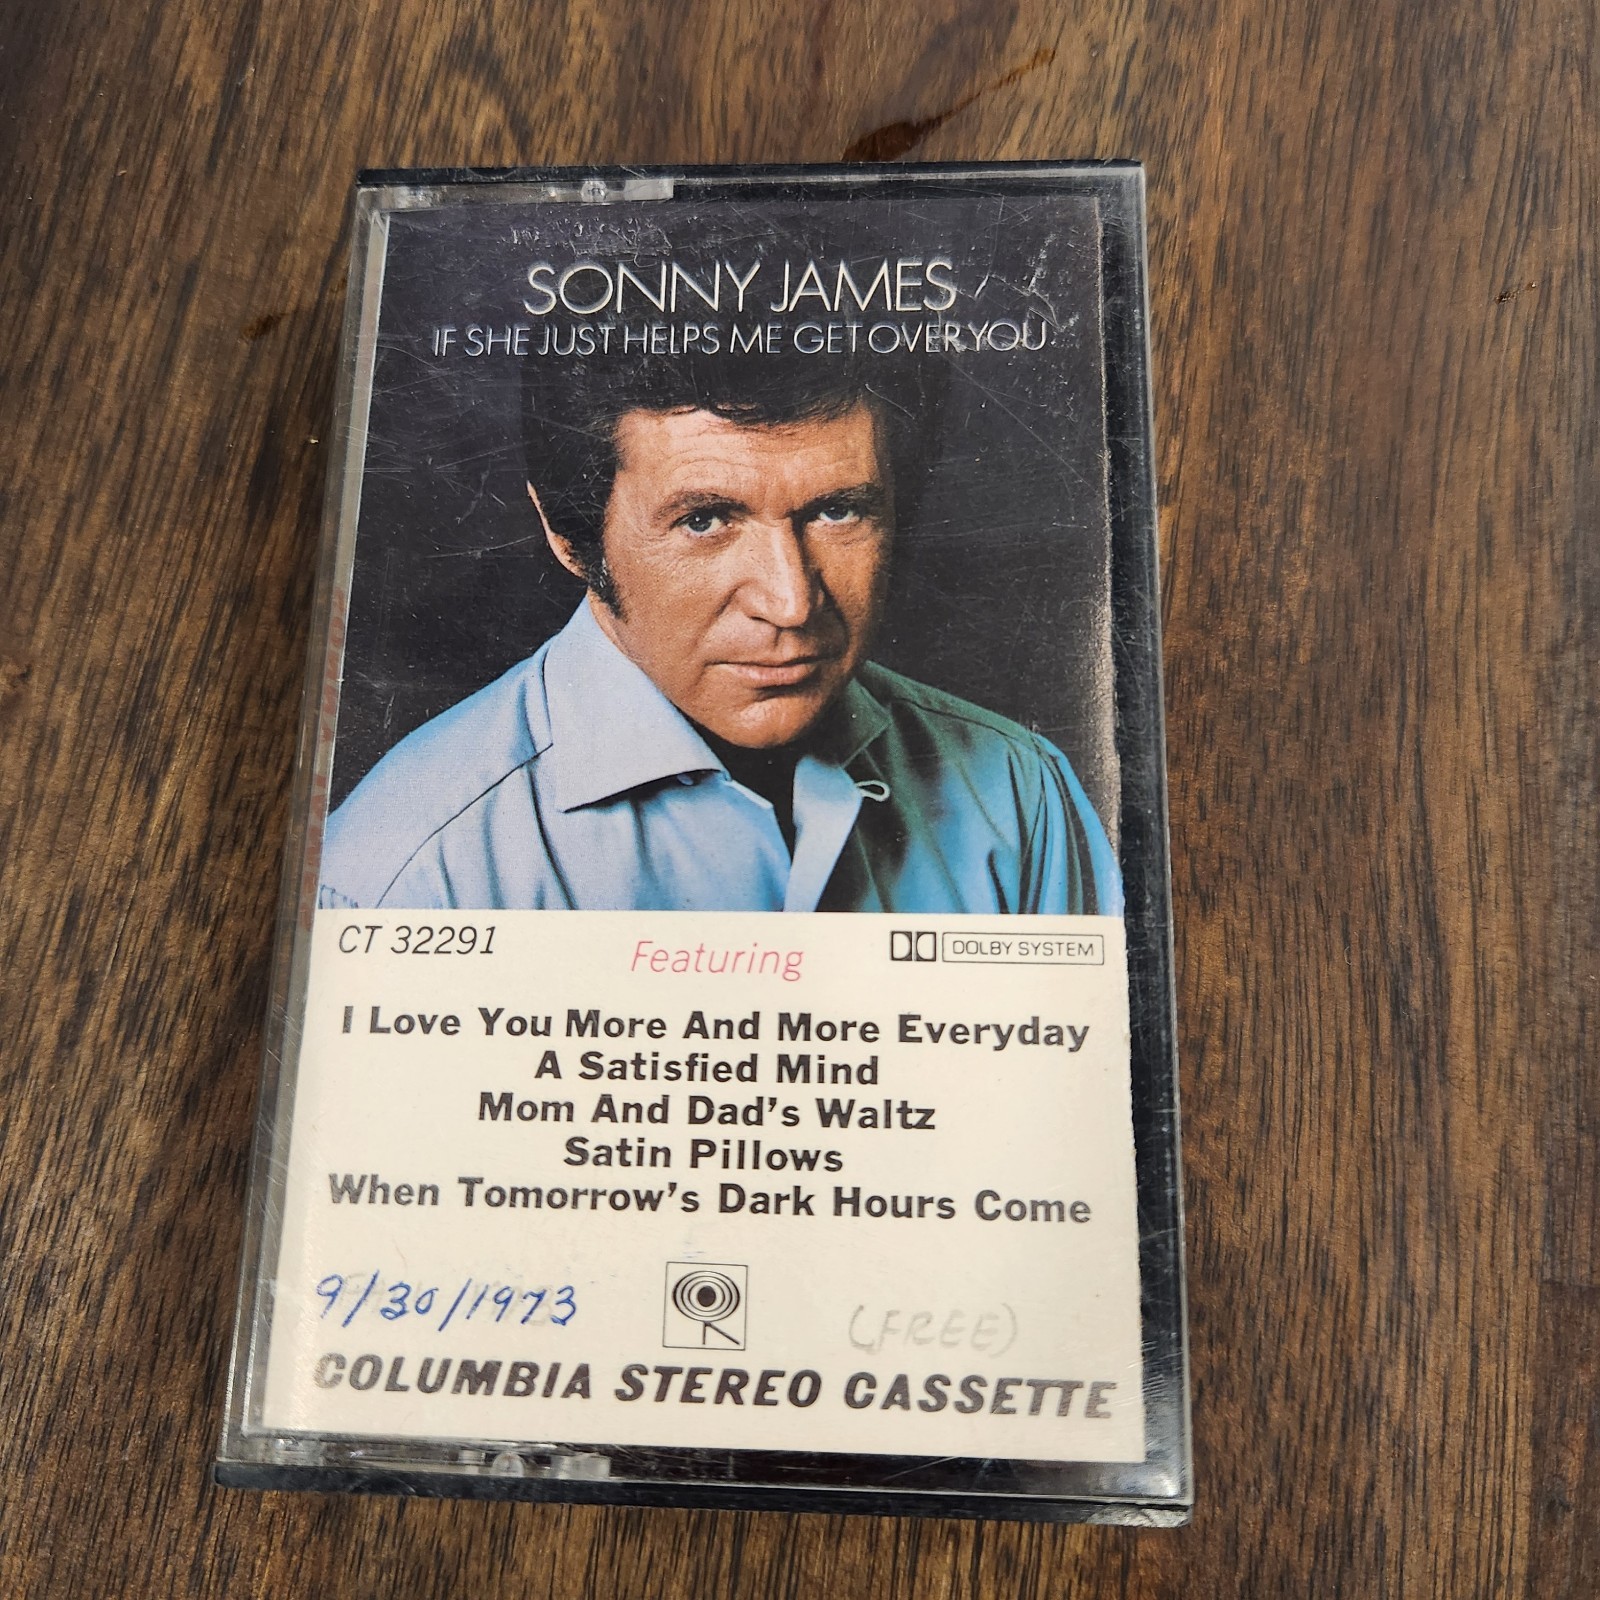 SONNY JAMES
IF SHE JUST HELPS ME GET OVER YOU
CT 32291
Featuring
DOLBY SYSTEM
I Love You More And More Everyday
A Satisfied Mind
Mom And Dad's Waltz
Satin Pillows
When Tomorrow's Dark Hours Come
9/30/1973
(FREE)
COLUMBIA STEREO CASSETTE